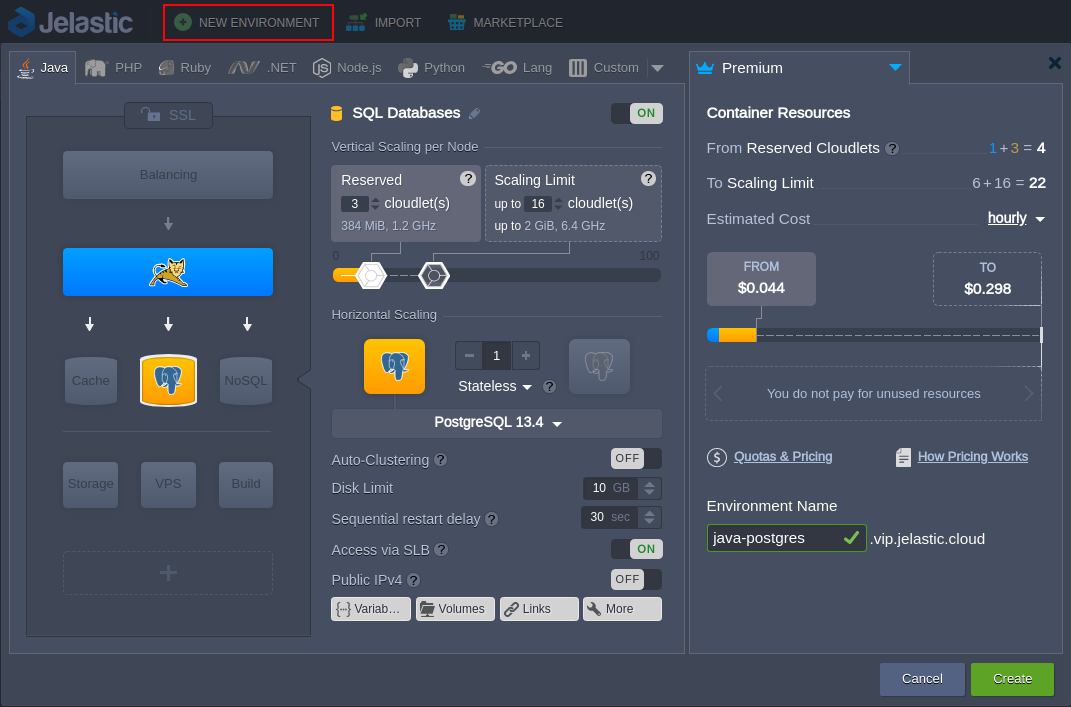 Jelastic
NEW ENVIRONMENT
IMPORT
MARKETPLACE
Java
PHP
Ruby
.NET
Node.js
Python
GO Lang
Custom
SSL
Balancing
Cache
NoSQL
Storage
VPS
Build
+
SQL Databases
ON
Vertical Scaling per Node
Reserved ?
3 cloudlet(s)
384 MiB, 1.2 GHz
Scaling Limit ?
up to 16 cloudlet(s)
up to 2 GiB, 6.4 GHz
0 100
Horizontal Scaling
− 1 +
Stateless ?
PostgreSQL 13.4
Auto-Clustering ? OFF
Disk Limit 10 GB
Sequential restart delay ? 30 sec
Access via SLB ? ON
Public IPv4 ? OFF
{··} Variab...
Volumes
Links
More
Premium
Container Resources
From Reserved Cloudlets ? 1 + 3 = 4
To Scaling Limit 6 + 16 = 22
Estimated Cost hourly
FROM
$0.044
TO
$0.298
You do not pay for unused resources
$ Quotas & Pricing
How Pricing Works
Environment Name
java-postgres .vip.jelastic.cloud
Cancel
Create